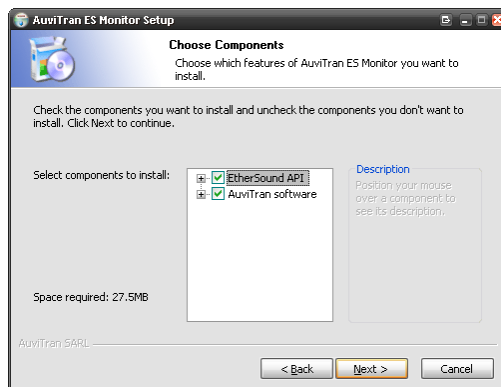 AuviTran ES Monitor Setup
Choose Components
Choose which features of AuviTran ES Monitor you want to
install.
Check the components you want to install and uncheck the components you don't want to
install. Click Next to continue.
Select components to install:
EtherSound API
AuviTran software
Description
Position your mouse
over a component to
see its description.
Space required: 27.5MB
AuviTran SARL
< Back
Next >
Cancel